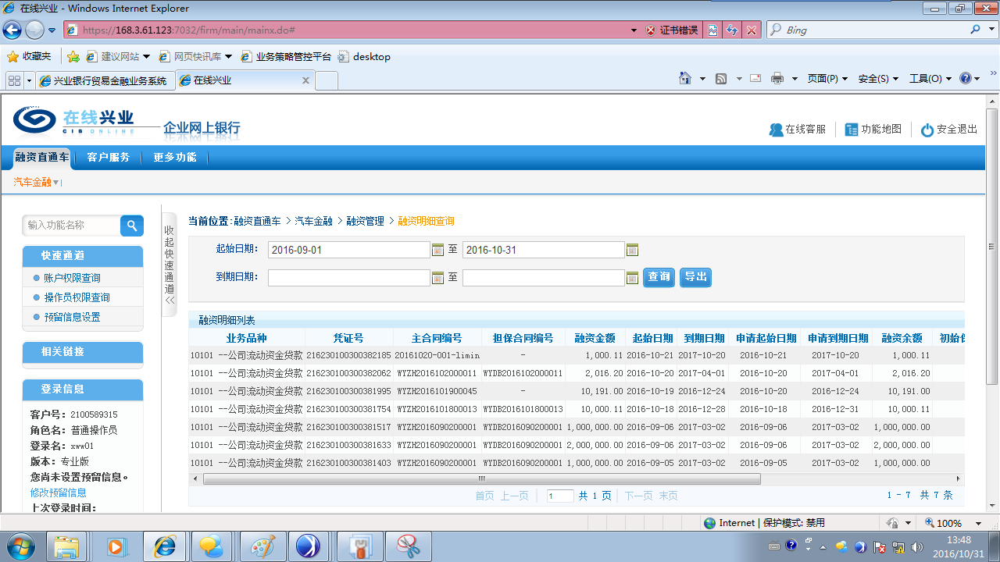 在线兴业 - Windows Internet Explorer
https://168.3.61.123:7032/firm/main/mainx.do# 证书错误 Bing
收藏夹 建议网站 网页快讯库 业务策略管控平台 desktop
兴业银行贸易金融业务系统 在线兴业 页面(P) 安全(S) 工具(O)
在线兴业 CIB ONLINE 企业网上银行 在线客服 功能地图 安全退出
融资直通车 客户服务 更多功能
汽车金融
输入功能名称
快速通道
账户权限查询
操作员权限查询
预留信息设置
相关链接
登录信息
客户号：2100589315
角色名：普通操作员
登录名：xww01
版本：专业版
您尚未设置预留信息。
修改预留信息
上次登录时间：
收起快速通道
当前位置:融资直通车 > 汽车金融 > 融资管理 > 融资明细查询
起始日期： 2016-09-01 至 2016-10-31
到期日期： 至 查询 导出
融资明细列表
业务品种 凭证号 主合同编号 担保合同编号 融资金额 起始日期 到期日期 申请起始日期 申请到期日期 融资余额
10101 --公司流动资金贷款 216230100300382185 20161020-001-limin - 1,000.11 2016-10-21 2017-10-20 2016-10-21 2017-10-20 1,000.11
10101 --公司流动资金贷款 216230100300382062 WYZH2016102000011 WYDB2016102000011 2,016.20 2016-10-20 2017-04-01 2016-10-20 2017-04-01 2,016.20
10101 --公司流动资金贷款 216230100300381995 WYZH2016101900045 - 10,191.00 2016-10-19 2016-12-24 2016-10-20 2016-12-24 10,191.00
10101 --公司流动资金贷款 216230100300381754 WYZH2016101800013 WYDB2016101800013 10,000.11 2016-10-18 2016-12-28 2016-10-18 2016-12-31 10,000.11
10101 --公司流动资金贷款 216230100300381517 WYZH2016090200001 WYDB2016090200001 1,000,000.00 2016-09-06 2017-03-02 2016-09-06 2017-03-02 1,000,000.00
10101 --公司流动资金贷款 216230100300381633 WYZH2016090200001 WYDB2016090200001 2,000,000.00 2016-09-06 2017-03-02 2016-09-06 2017-03-02 2,000,000.00
10101 --公司流动资金贷款 216230100300381403 WYZH2016090200001 WYDB2016090200001 1,000,000.00 2016-09-05 2017-03-02 2016-09-05 2017-03-02 1,000,000.00
首页 上一页 1 共 1 页 下一页 末页 1 - 7 共 7 条
Internet | 保护模式: 禁用 100%
13:48
2016/10/31